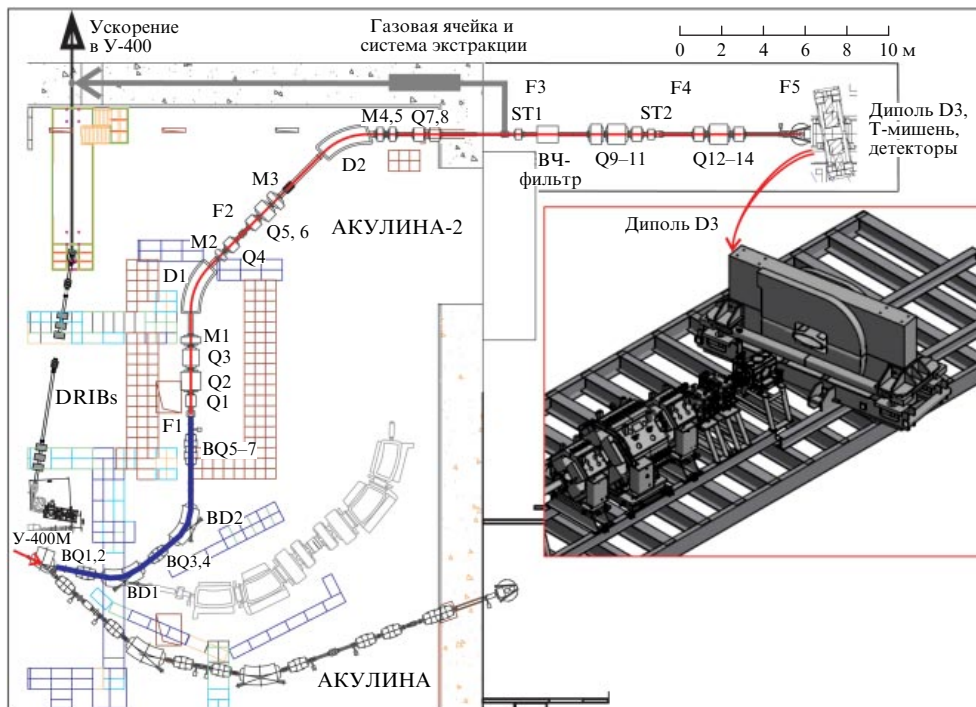 Ускорение
в У-400
Газовая ячейка и
система экстракции
0 2 4 6 8 10 м
F3
F4
F5
M4,5
Q7,8
ST1
ST2
Диполь D3,
Т-мишень,
детекторы
D2
ВЧ-
фильтр
Q9–11
Q12–14
M3
F2
Q5, 6
АКУЛИНА-2
Диполь D3
M2
Q4
D1
M1
Q3
Q2
Q1
DRIBs
F1
BQ5–7
BD2
У-400М
BQ1,2
BQ3,4
BD1
АКУЛИНА